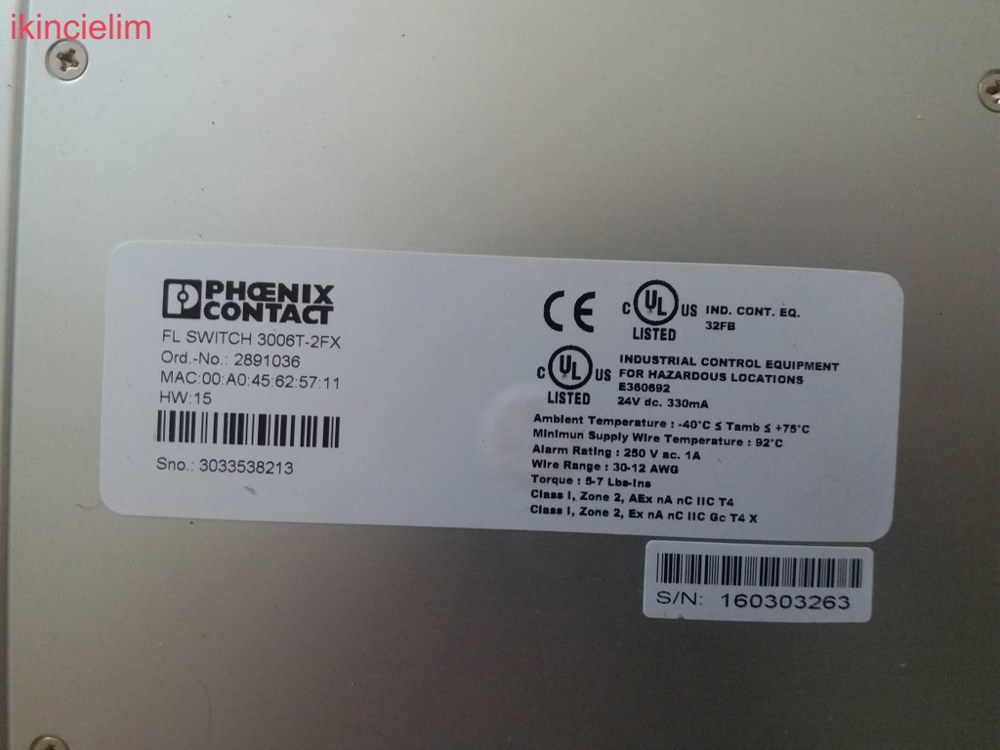 ikincielim
PHŒNIX
CONTACT
FL SWITCH 3006T-2FX
Ord.-No.: 2891036
MAC:00:A0:45:62:57:11
HW:15
Sno.: 3033538213
CE
C UL US IND. CONT. EQ.
LISTED 32FB
C UL US INDUSTRIAL CONTROL EQUIPMENT
FOR HAZARDOUS LOCATIONS
LISTED E360692
24V dc. 330mA
Ambient Temperature : -40°C ≤ Tamb ≤ +75°C
Minimun Supply Wire Temperature : 92°C
Alarm Rating : 250 V ac. 1A
Wire Range : 30-12 AWG
Torque : 5-7 Lbs-Ins
Class I, Zone 2, AEx nA nC IIC T4
Class I, Zone 2, Ex nA nC IIC Gc T4 X
S/N: 160303263